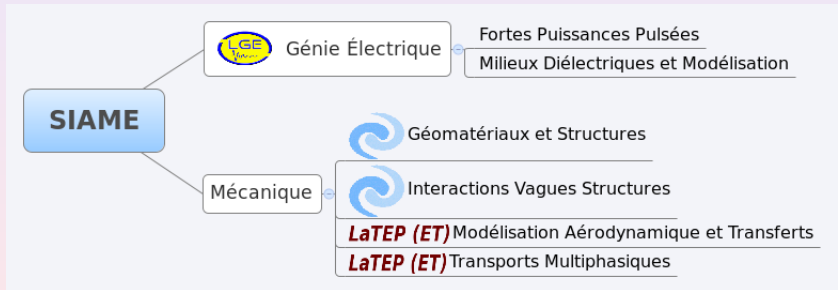 SIAME
LGE
Génie Électrique
Fortes Puissances Pulsées
Milieux Diélectriques et Modélisation
Mécanique
Géomatériaux et Structures
Interactions Vagues Structures
LaTEP (ET) Modélisation Aérodynamique et Transferts
LaTEP (ET) Transports Multiphasiques